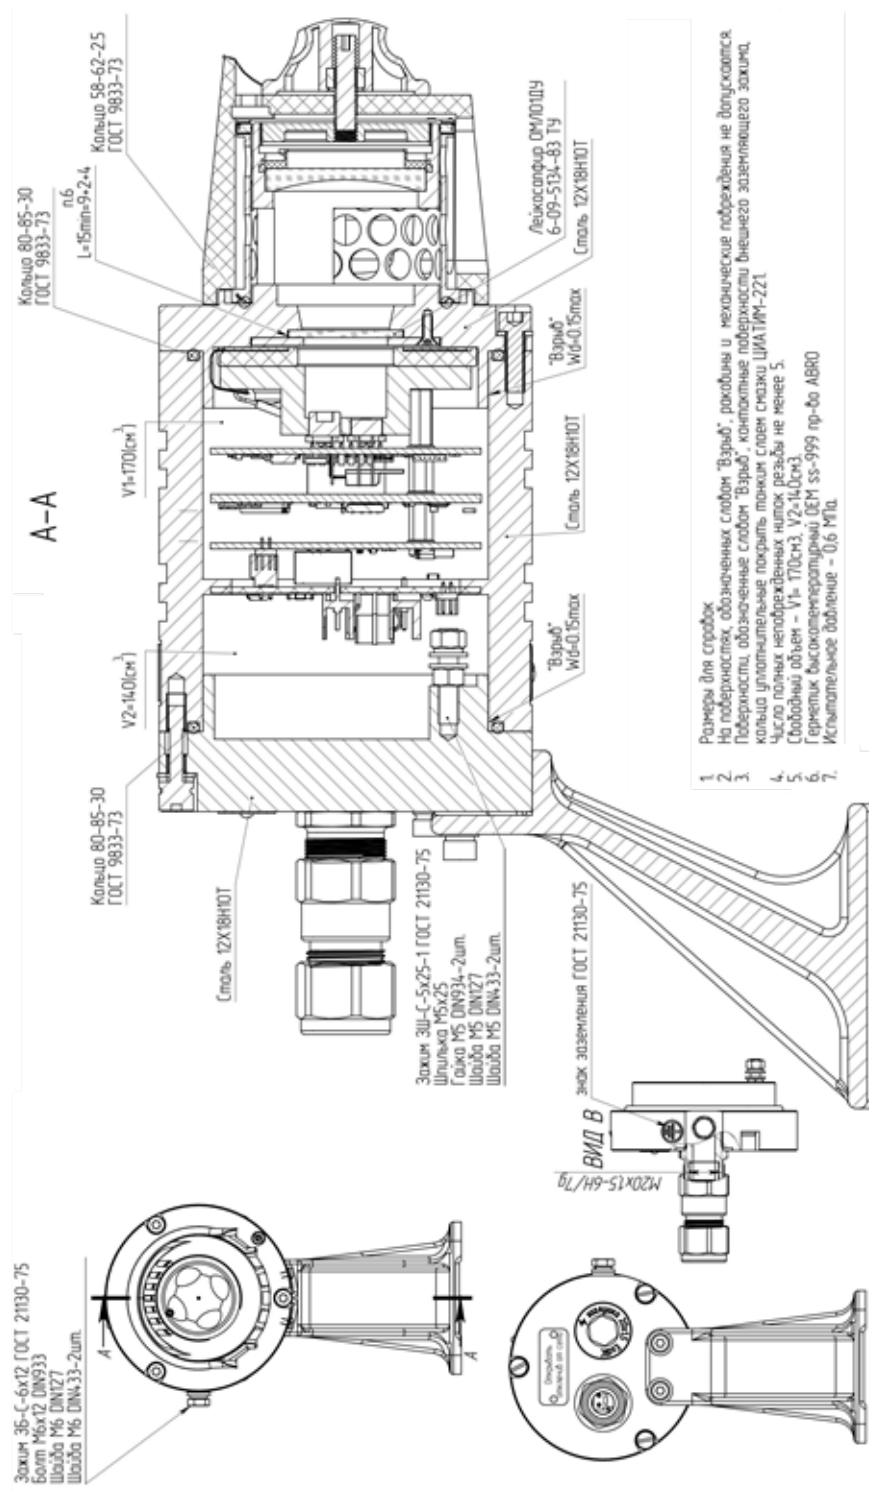 А-А
Зажим ЗБ-С-6х12 ГОСТ 21130-75
Болт М6х12 DIN933
Шайба М6 DIN127
Шайба М6 DIN433-2шт.
А
А
Кольцо 80-85-30
ГОСТ 9833-73
Сталь 12Х18Н10Т
V2=140(см³)
V1=170(см³)
Кольцо 80-85-30
ГОСТ 9833-73
п.6
L=15min=9+2+4
Кольцо 58-62-25
ГОСТ 9833-73
Лейкосапфир ОМЛ01ДУ
6-09-5134-83 ТУ
Сталь 12Х18Н10Т
"Взрыв"
Wd=0.15max
Сталь 12Х18Н10Т
"Взрыв"
Wd=0.15max
Зажим ЗШ-С-5х25-1 ГОСТ 21130-75
Шпилька М5х25
Гайка М5 DIN934-2шт.
Шайба М5 DIN127
Шайба М5 DIN433-2шт.
знак заземления ГОСТ 21130-75
ВИД В
М20х1.5-6Н/7g
Открывать
отключив от сети
1. Размеры для справок
2. На поверхностях, обозначенных словом "Взрыв", раковины и механические повреждения не допускаются.
3. Поверхности, обозначенные словом "Взрыв", контактные поверхности внешнего заземляющего зажима,
кольца уплотнительные покрыть тонким слоем смазки ЦИАТИМ-221.
4. Число полных неповрежденных ниток резьбы не менее 5.
5. Свободный объем - V1= 170см3, V2=140см3.
6. Герметик высокотемпературный OEM ss-999 пр-во ABRO
7. Испытательное давление - 0,6 МПа.